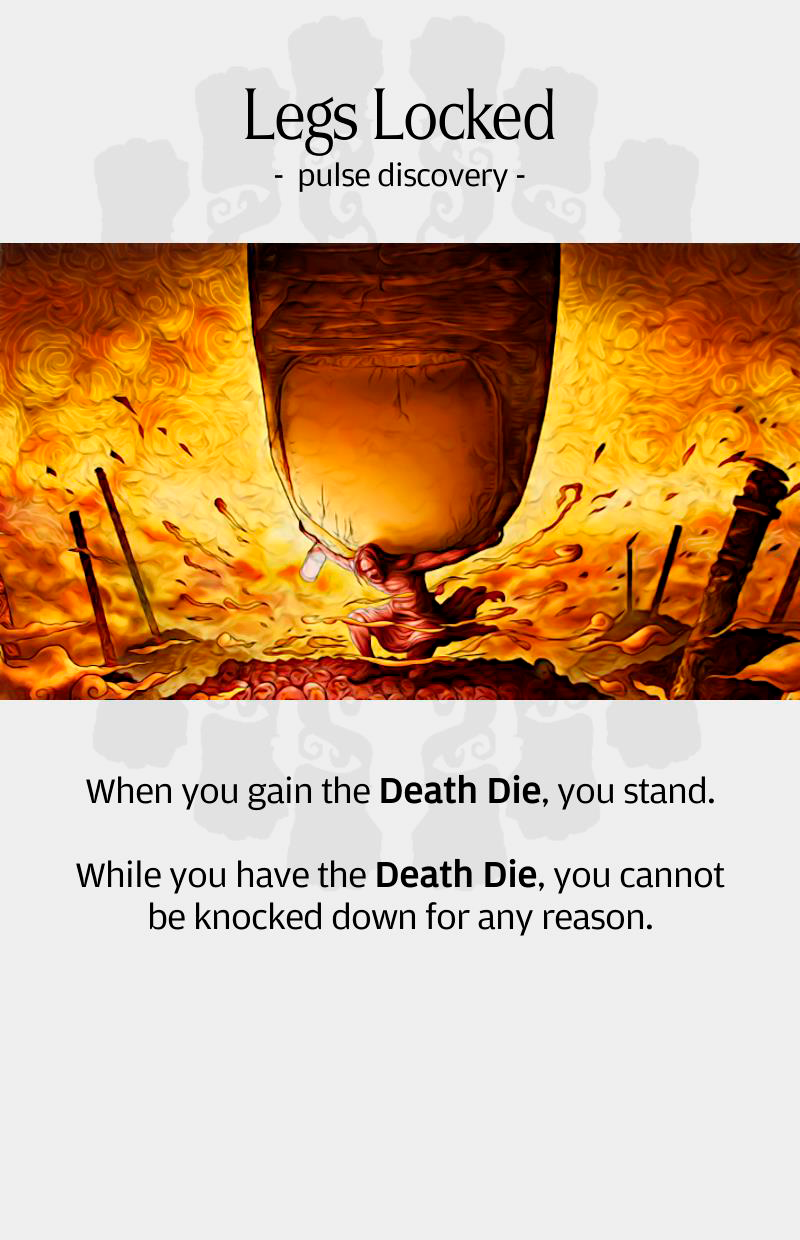 Legs Locked
- pulse discovery -
When you gain the Death Die, you stand.
While you have the Death Die, you cannot
be knocked down for any reason.